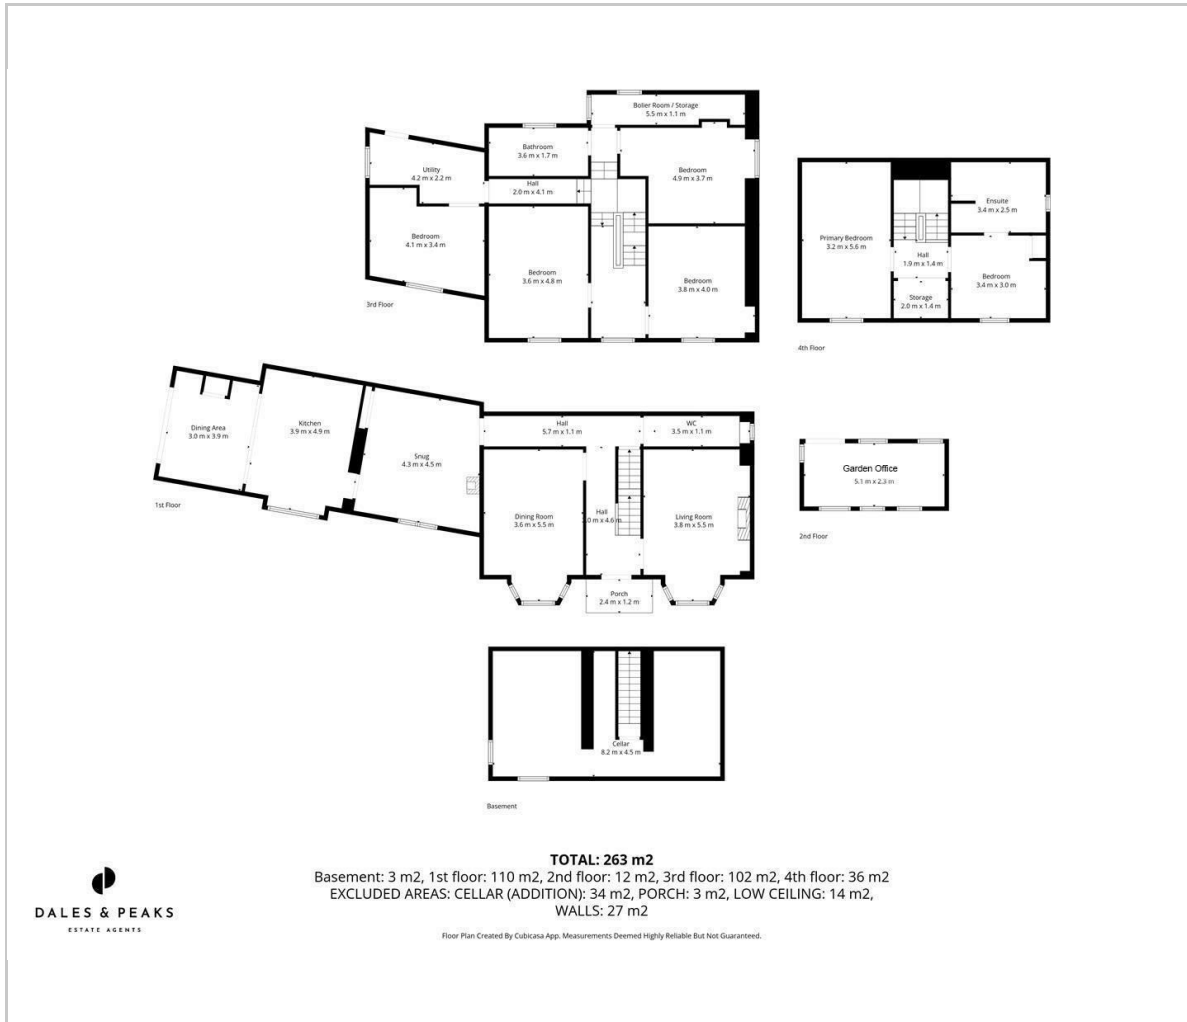 Boiler Room / Storage
5.5 m x 1.1 m
Bathroom
3.6 m x 1.7 m
Utility
4.2 m x 2.2 m
Hall
2.0 m x 4.1 m
Bedroom
4.9 m x 3.7 m
Bedroom
4.1 m x 3.4 m
Bedroom
3.6 m x 4.8 m
Bedroom
3.8 m x 4.0 m
3rd Floor
Primary Bedroom
3.2 m x 5.6 m
Ensuite
3.4 m x 2.5 m
Hall
1.9 m x 1.4 m
Bedroom
3.4 m x 3.0 m
Storage
2.0 m x 1.4 m
4th Floor
Dining Area
3.0 m x 3.9 m
Kitchen
3.9 m x 4.9 m
Snug
4.3 m x 4.5 m
Hall
5.7 m x 1.1 m
WC
3.5 m x 1.1 m
Dining Room
3.6 m x 5.5 m
Hall
.0 m x 4.6 m
Living Room
3.8 m x 5.5 m
Porch
2.4 m x 1.2 m
1st Floor
Garden Office
5.1 m x 2.3 m
2nd Floor
Cellar
8.2 m x 4.5 m
Basement
TOTAL: 263 m2
Basement: 3 m2, 1st floor: 110 m2, 2nd floor: 12 m2, 3rd floor: 102 m2, 4th floor: 36 m2
EXCLUDED AREAS: CELLAR (ADDITION): 34 m2, PORCH: 3 m2, LOW CEILING: 14 m2,
WALLS: 27 m2
DALES & PEAKS
ESTATE AGENTS
Floor Plan Created By Cubicasa App. Measurements Deemed Highly Reliable But Not Guaranteed.